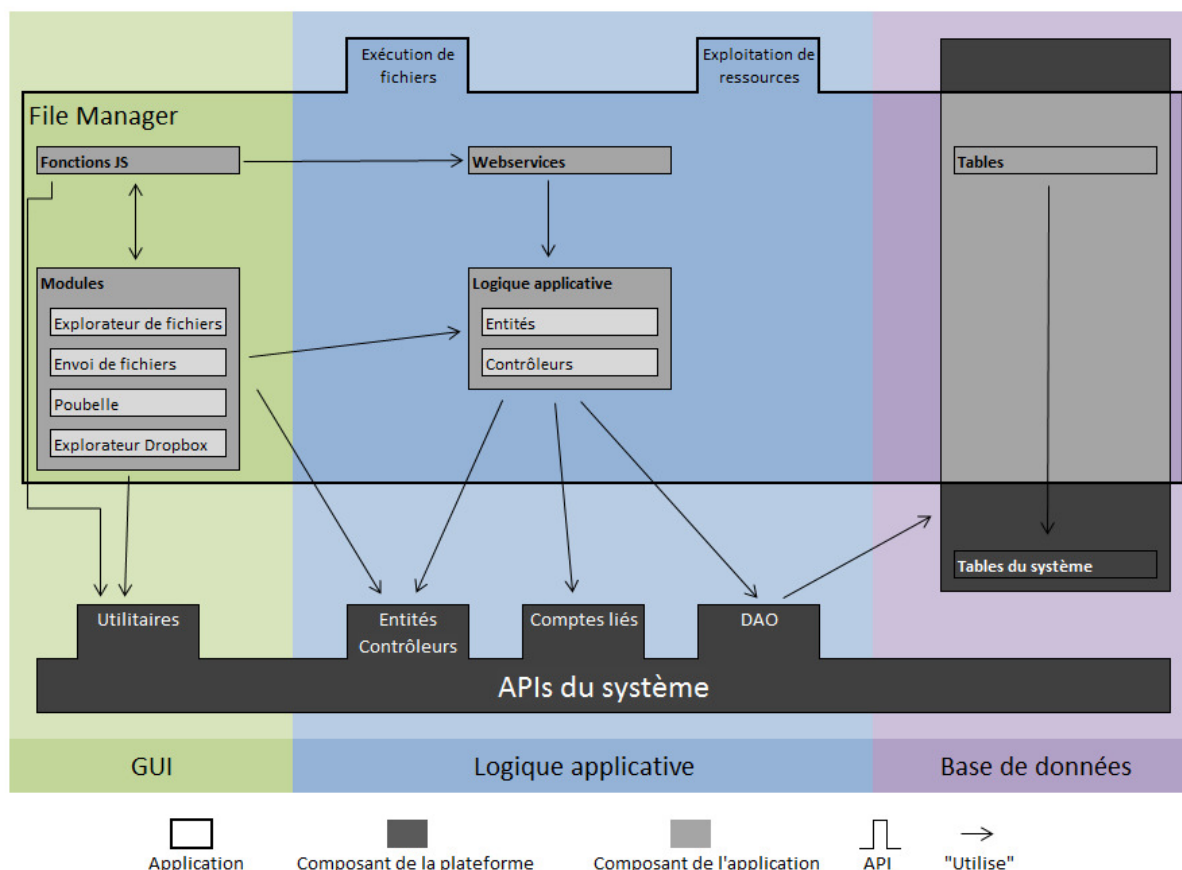 Exécution de
fichiers
Exploitation de
ressources
File Manager
Fonctions JS
Webservices
Tables
Modules
Explorateur de fichiers
Envoi de fichiers
Poubelle
Explorateur Dropbox
Logique applicative
Entités
Contrôleurs
Tables du système
Utilitaires
Entités
Contrôleurs
Comptes liés
DAO
APIs du système
GUI
Logique applicative
Base de données
Application
Composant de la plateforme
Composant de l'application
API
"Utilise"